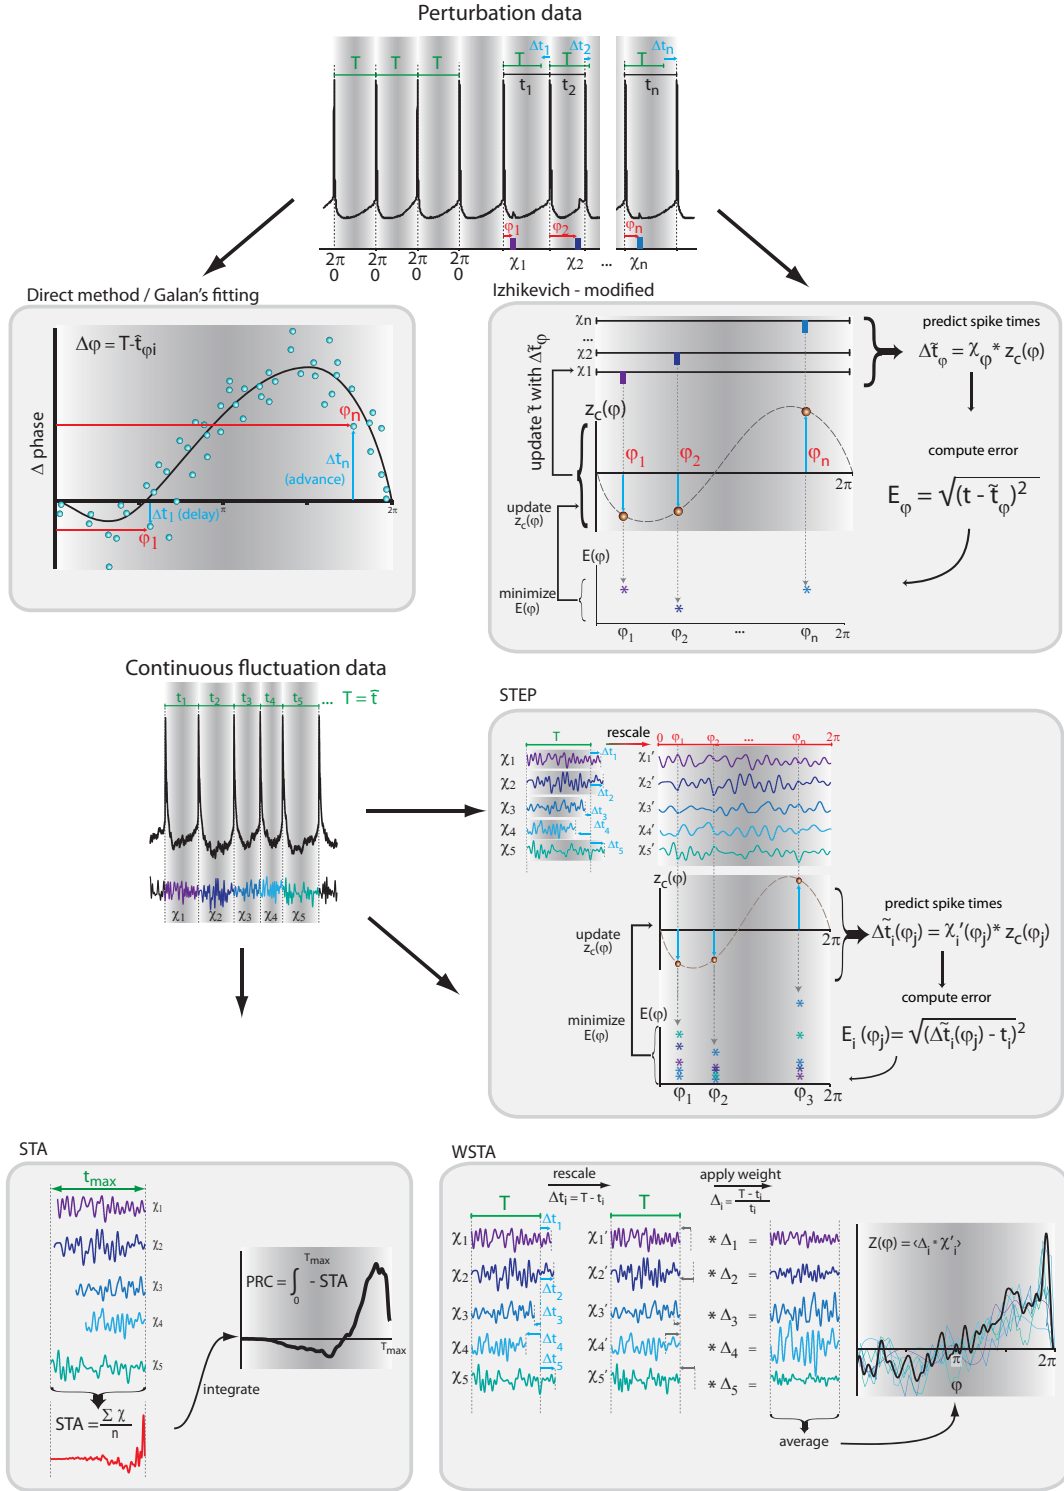 Perturbation data
Δt1 Δt2 Δtn
T T T T T T
t1 t2 tn
φ1 φ2 φn
2π 2π 2π 2π
0 0 0 0
χ1 χ2 ... χn
Direct method / Galan's fitting
Δφ = T-t̂φi
φn
Δ phase
Δtn
(advance)
Δt1 (delay)
π
2π
φ1
Izhikevich - modified
χn
...
χ2
χ1
update t̃ with Δt̃φ
zc(φ)
φ1 φ2 φn
2π
update
zc(φ)
E(φ)
minimize
E(φ)
* * *
φ1 φ2 ... φn 2π
predict spike times
Δt̃φ = χφ* zc(φ)
compute error
Eφ = √(t - t̃φ)2
Continuous fluctuation data
t1 t2 t3 t4 t5 ... T = t̂
χ1 χ2 χ3 χ4 χ5
STEP
T
rescale
0 φ1 φ2 ... φn 2π
χ1 Δt1 χ1'
χ2 Δt2 χ2'
χ3 Δt3 χ3'
χ4 Δt4 χ4'
χ5 Δt5 χ5'
zc(φ)
2π
update
zc(φ)
E(φ)
minimize
E(φ)
φ1 φ2 φ3 2π
predict spike times
Δt̃i(φj) = χi'(φj)* zc(φj)
compute error
Ei (φj)= √(Δt̃i(φj) - ti)2
STA
tmax
χ1
χ2
χ3
χ4
χ5
STA = Σ χ / n
integrate
PRC = ∫ 0 Tmax - STA
Tmax
WSTA
rescale
Δti = T - ti
apply weight
Δi = T - ti / ti
T T
χ1 Δt1 χ1' * Δ1 =
χ2 Δt2 χ2' * Δ2 =
χ3 Δt3 χ3' * Δ3 =
χ4 Δt4 χ4' * Δ4 =
χ5 Δt5 χ5' * Δ5 =
average
Z(φ) = ‹Δi * χ'i›
π
2π
φ